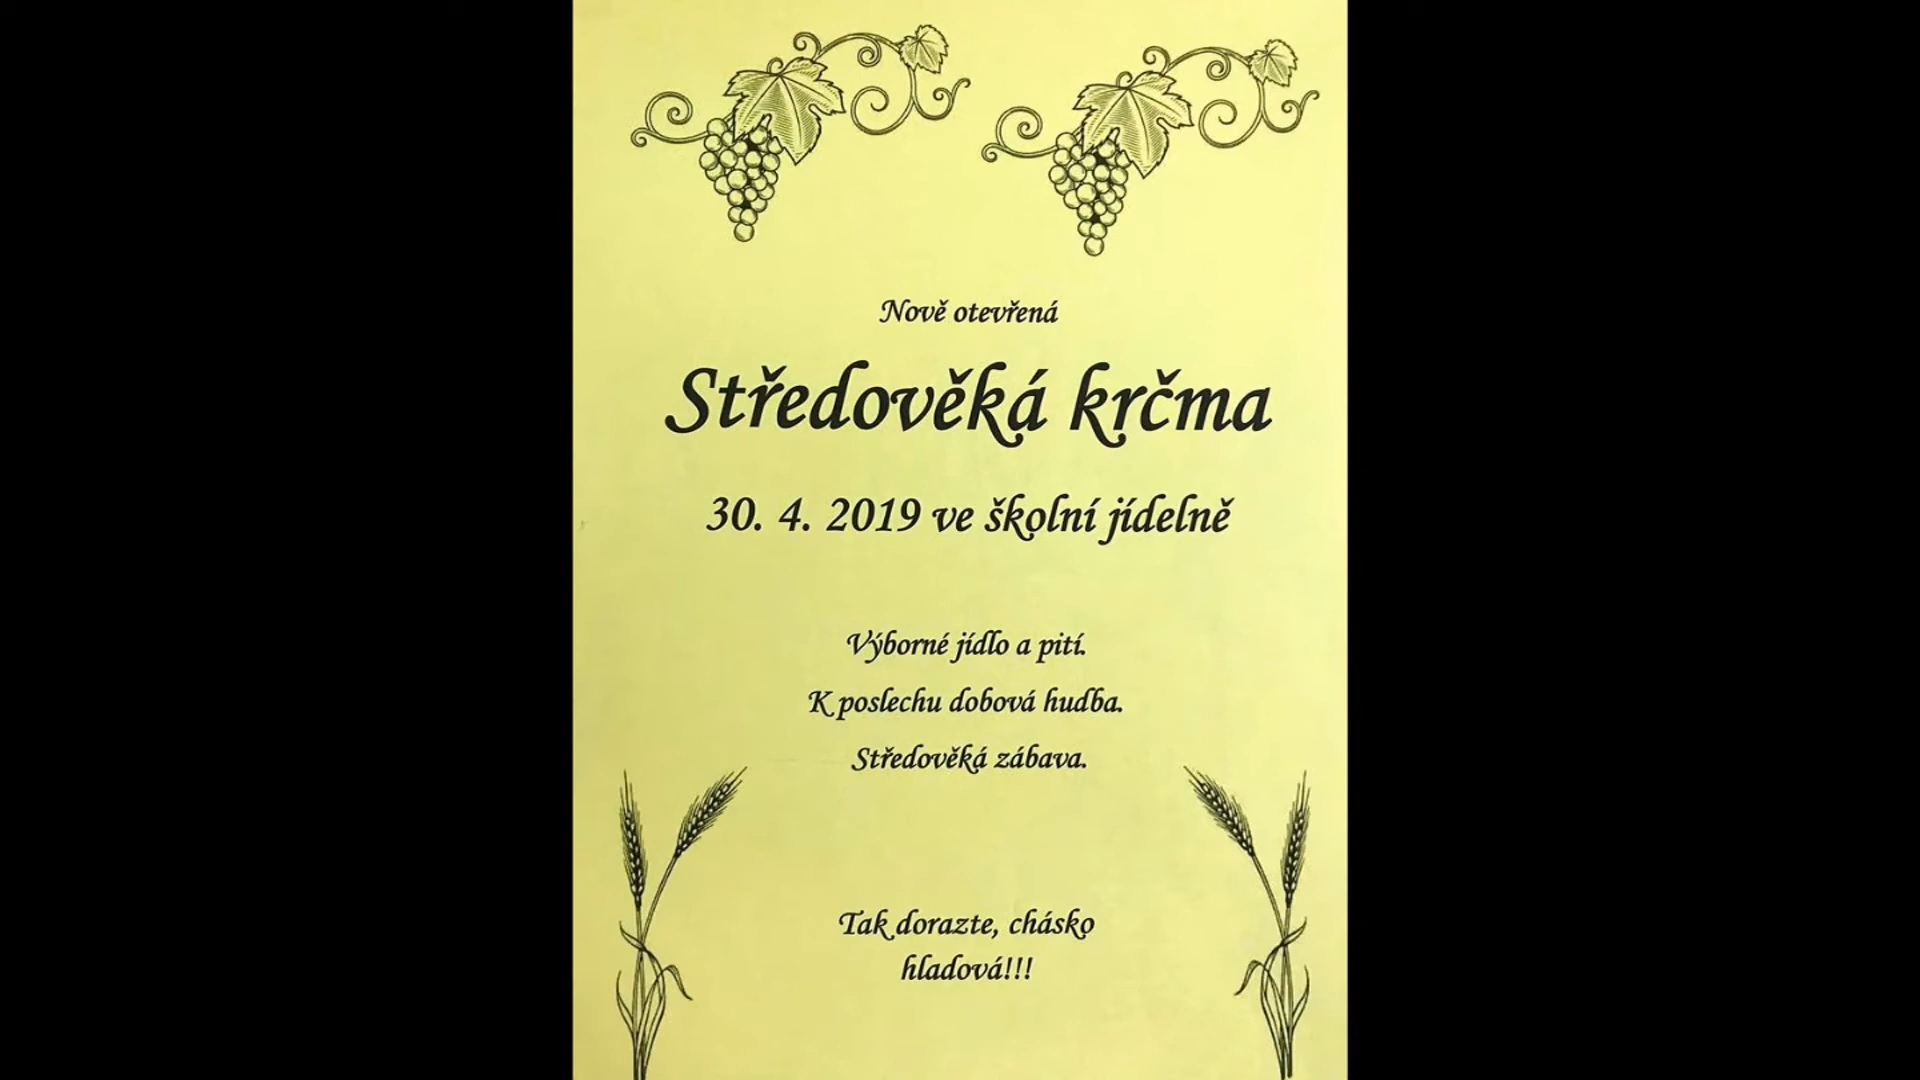 Nově otevřená
Středověká krčma
30. 4. 2019 ve školní jídelně
Výborné jídlo a pití.
K poslechu dobová hudba.
Středověká zábava.
Tak dorazte, chásko
hladová!!!